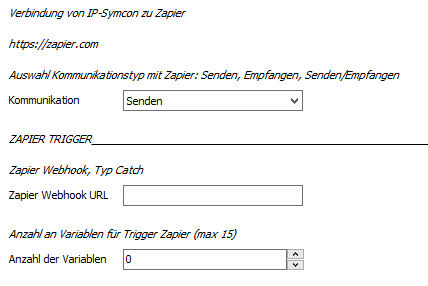 Verbindung von IP-Symcon zu Zapier
https://zapier.com
Auswahl Kommunikationstyp mit Zapier: Senden, Empfangen, Senden/Empfangen
Kommunikation Senden
ZAPIER TRIGGER
Zapier Webhook, Typ Catch
Zapier Webhook URL
Anzahl an Variablen für Trigger Zapier (max 15)
Anzahl der Variablen 0